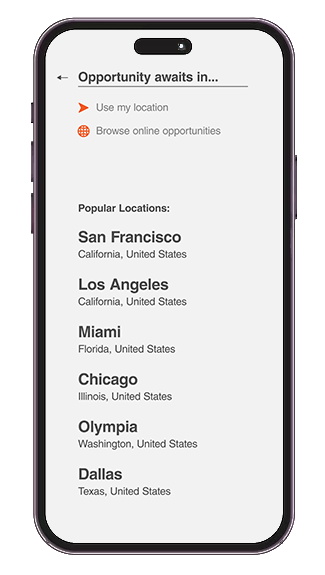 Opportunity awaits in...
Use my location
Browse online opportunities
Popular Locations:
San Francisco
California, United States
Los Angeles
California, United States
Miami
Florida, United States
Chicago
Illinois, United States
Olympia
Washington, United States
Dallas
Texas, United States